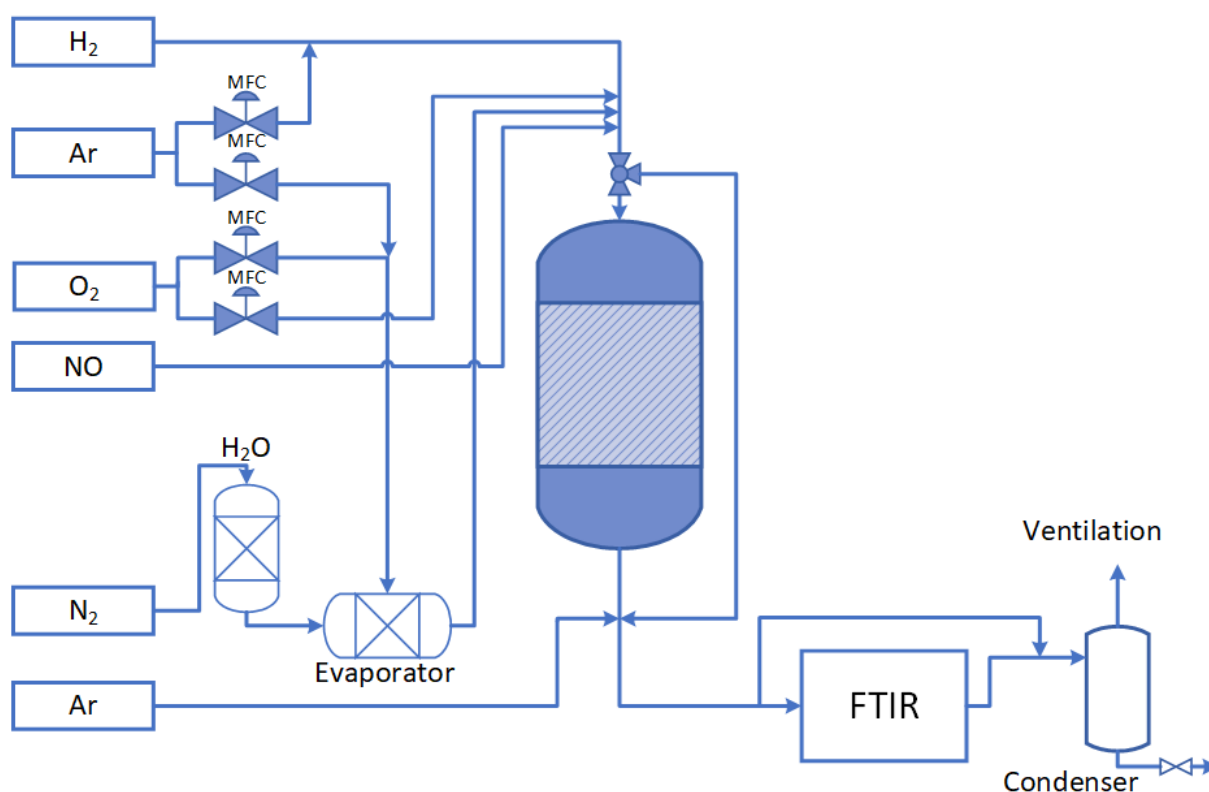 H₂
MFC
Ar
MFC
MFC
O₂
MFC
NO
H₂O
N₂
Evaporator
Ar
FTIR
Ventilation
Condenser